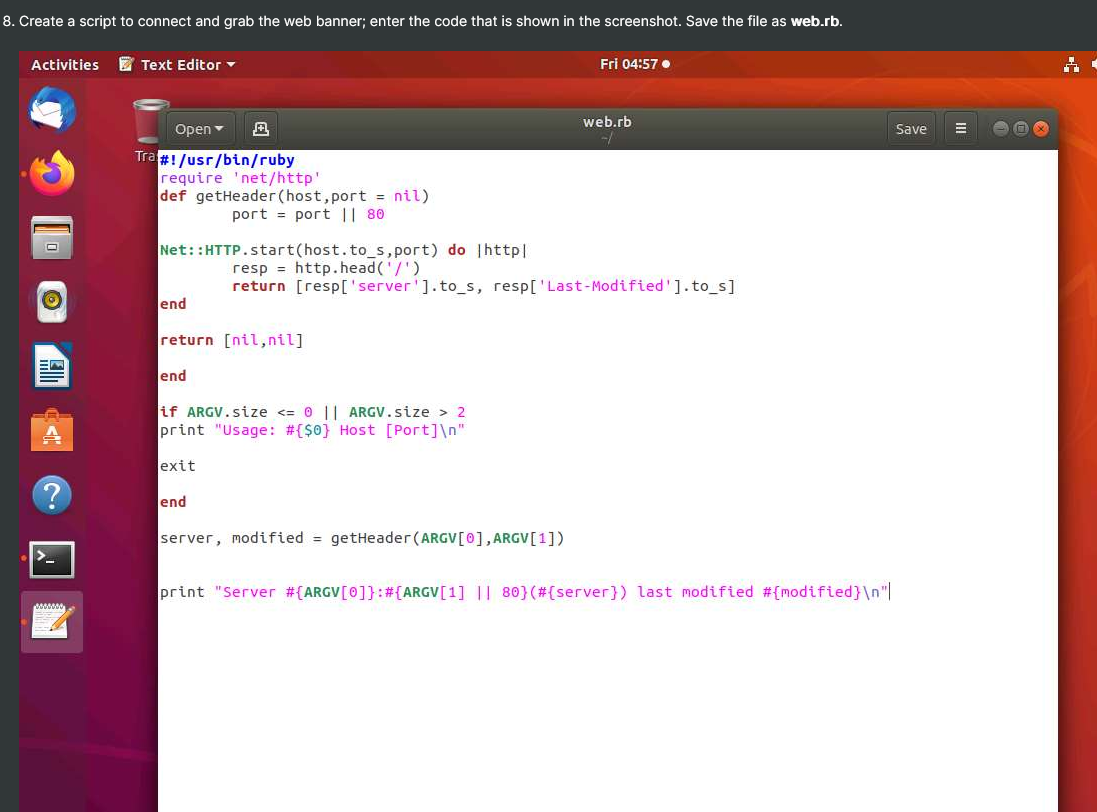 8. Create a script to connect and grab the web banner; enter the code that is shown in the screenshot. Save the file as web.rb.
Activities Text Editor Fri 04:57
Open web.rb Save
~/
Tra
#!/usr/bin/ruby
require 'net/http'
def getHeader(host,port = nil)
port = port || 80
Net::HTTP.start(host.to_s,port) do |http|
resp = http.head('/')
return [resp['server'].to_s, resp['Last-Modified'].to_s]
end
return [nil,nil]
end
if ARGV.size <= 0 || ARGV.size > 2
print "Usage: #{$0} Host [Port]\n"
exit
end
server, modified = getHeader(ARGV[0],ARGV[1])
print "Server #{ARGV[0]}:#{ARGV[1] || 80}(#{server}) last modified #{modified}\n"